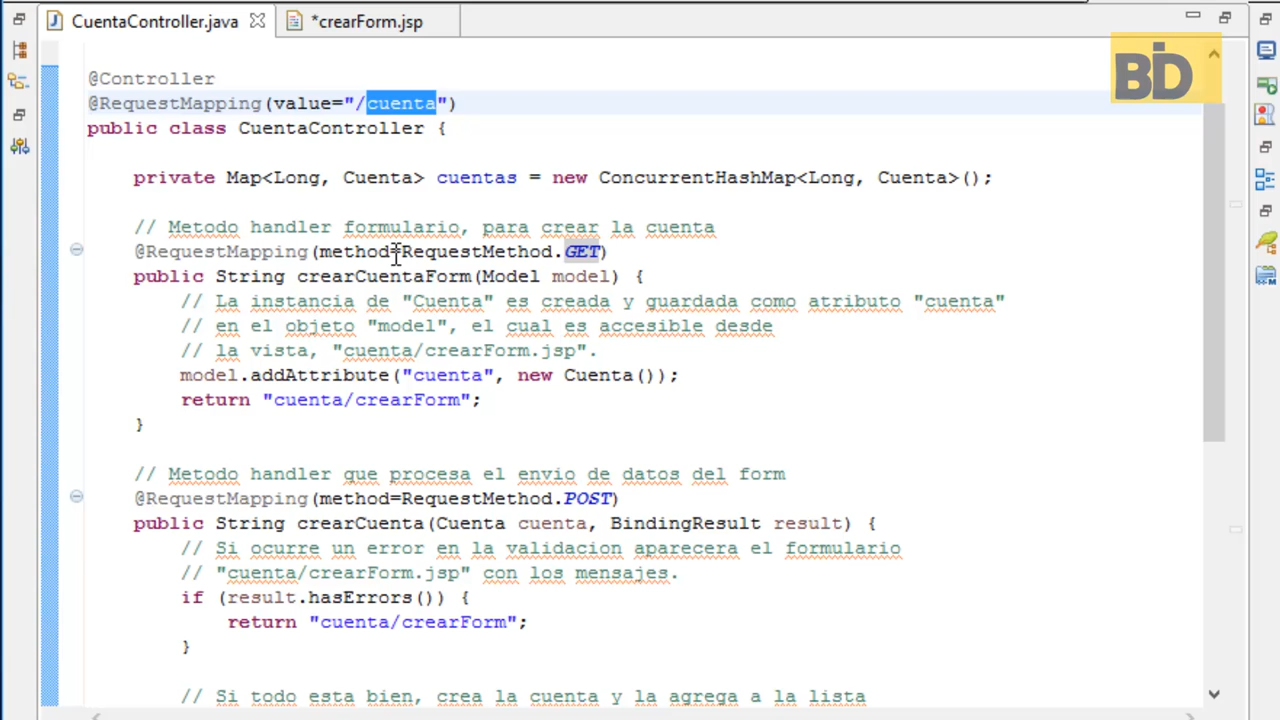 CuentaController.java
*crearForm.jsp
BD
@Controller
@RequestMapping(value="/cuenta")
public class CuentaController {
private Map<Long, Cuenta> cuentas = new ConcurrentHashMap<Long, Cuenta>();
// Metodo handler formulario, para crear la cuenta
@RequestMapping(method=RequestMethod.GET)
public String crearCuentaForm(Model model) {
// La instancia de "Cuenta" es creada y guardada como atributo "cuenta"
// en el objeto "model", el cual es accesible desde
// la vista, "cuenta/crearForm.jsp".
model.addAttribute("cuenta", new Cuenta());
return "cuenta/crearForm";
}
// Metodo handler que procesa el envio de datos del form
@RequestMapping(method=RequestMethod.POST)
public String crearCuenta(Cuenta cuenta, BindingResult result) {
// Si ocurre un error en la validacion aparecera el formulario
// "cuenta/crearForm.jsp" con los mensajes.
if (result.hasErrors()) {
return "cuenta/crearForm";
}
// Si todo esta bien, crea la cuenta y la agrega a la lista